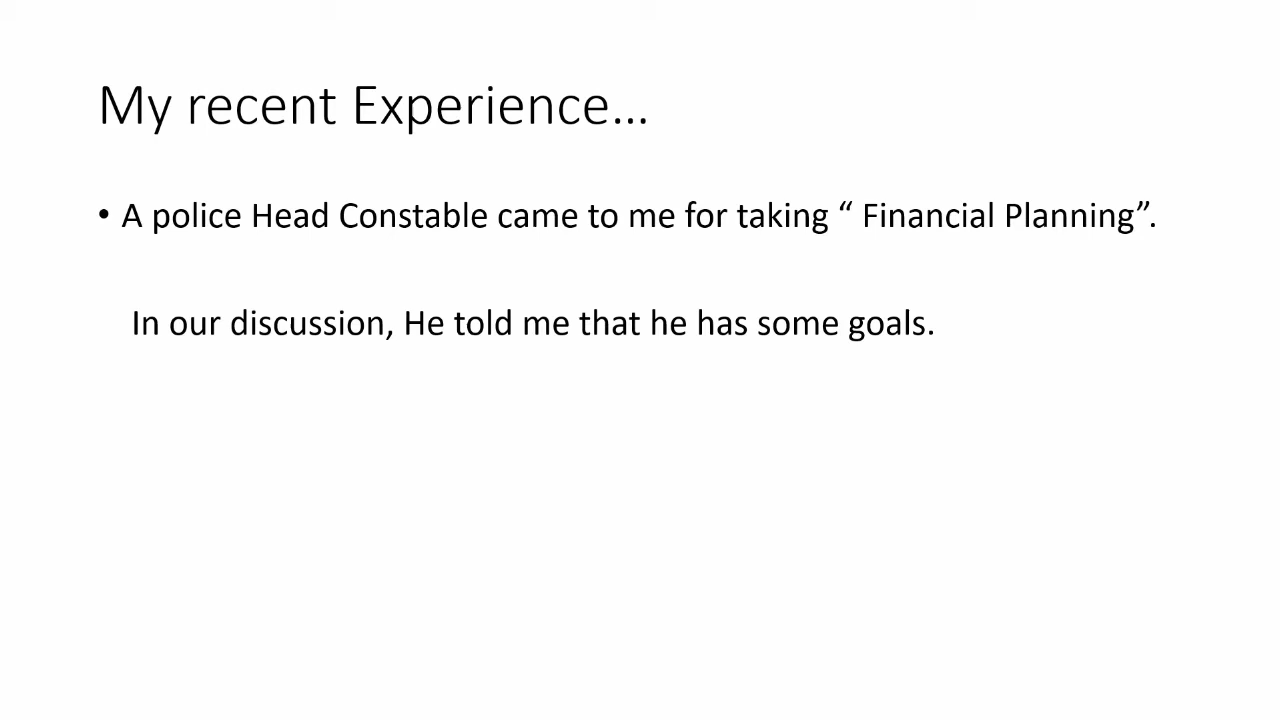 My recent Experience...
• A police Head Constable came to me for taking “ Financial Planning”.
In our discussion, He told me that he has some goals.